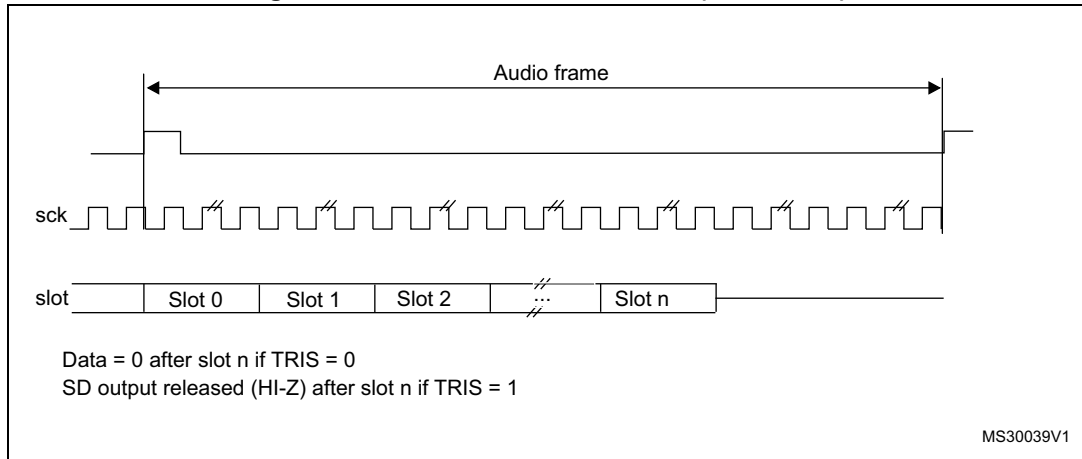 Audio frame
sck
slot Slot 0 Slot 1 Slot 2 ... Slot n
Data = 0 after slot n if TRIS = 0
SD output released (HI-Z) after slot n if TRIS = 1
MS30039V1